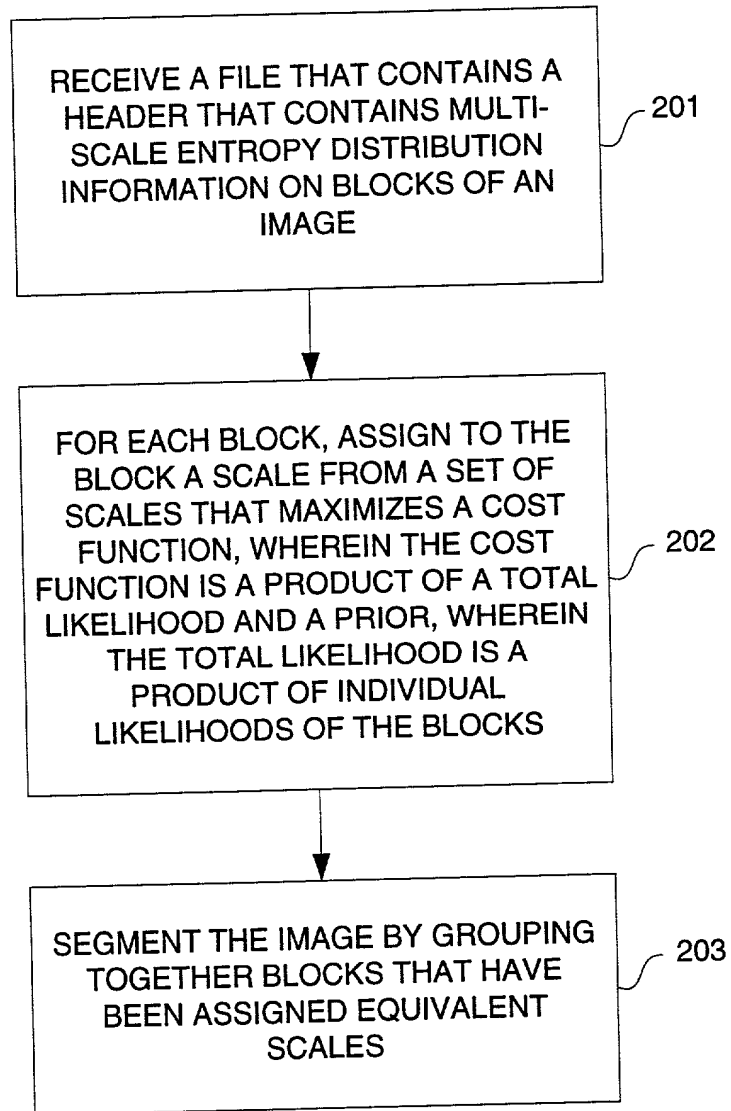 RECEIVE A FILE THAT CONTAINS A
HEADER THAT CONTAINS MULTI-
SCALE ENTROPY DISTRIBUTION
INFORMATION ON BLOCKS OF AN
IMAGE
201
FOR EACH BLOCK, ASSIGN TO THE
BLOCK A SCALE FROM A SET OF
SCALES THAT MAXIMIZES A COST
FUNCTION, WHEREIN THE COST
FUNCTION IS A PRODUCT OF A TOTAL
LIKELIHOOD AND A PRIOR, WHEREIN
THE TOTAL LIKELIHOOD IS A
PRODUCT OF INDIVIDUAL
LIKELIHOODS OF THE BLOCKS
202
SEGMENT THE IMAGE BY GROUPING
TOGETHER BLOCKS THAT HAVE
BEEN ASSIGNED EQUIVALENT
SCALES
203